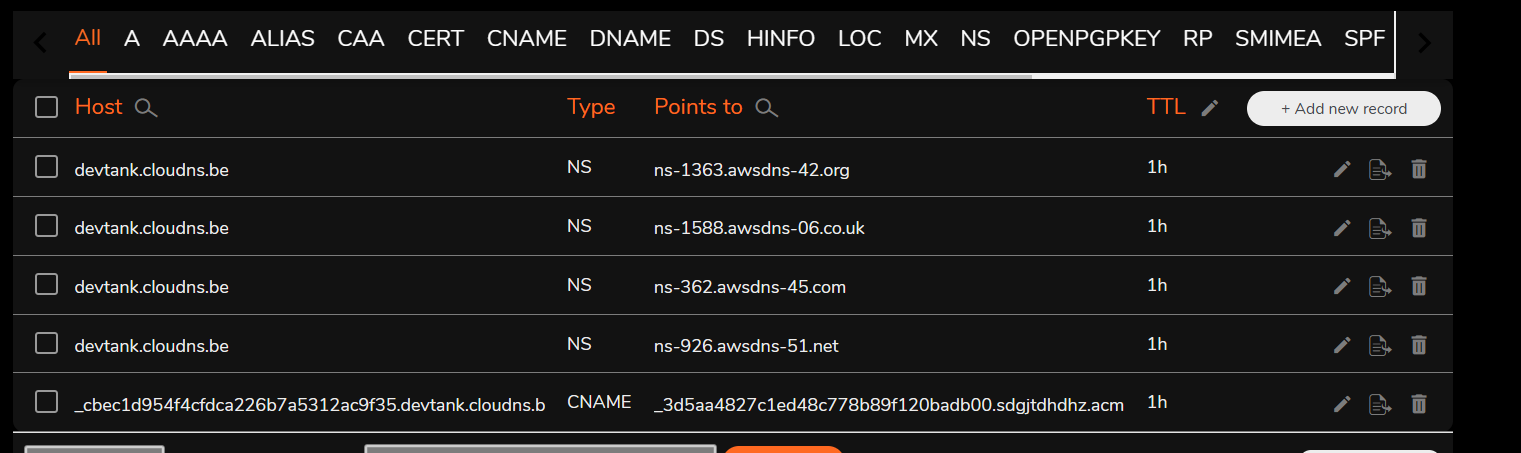 All A AAAA ALIAS CAA CERT CNAME DNAME DS HINFO LOC MX NS OPENPGPKEY RP SMIMEA SPF
Host Type Points to TTL + Add new record
devtank.cloudns.be NS ns-1363.awsdns-42.org 1h
devtank.cloudns.be NS ns-1588.awsdns-06.co.uk 1h
devtank.cloudns.be NS ns-362.awsdns-45.com 1h
devtank.cloudns.be NS ns-926.awsdns-51.net 1h
_cbec1d954f4cfdca226b7a5312ac9f35.devtank.cloudns.b CNAME _3d5aa4827c1ed48c778b89f120badb00.sdgjtdhdhz.acm 1h